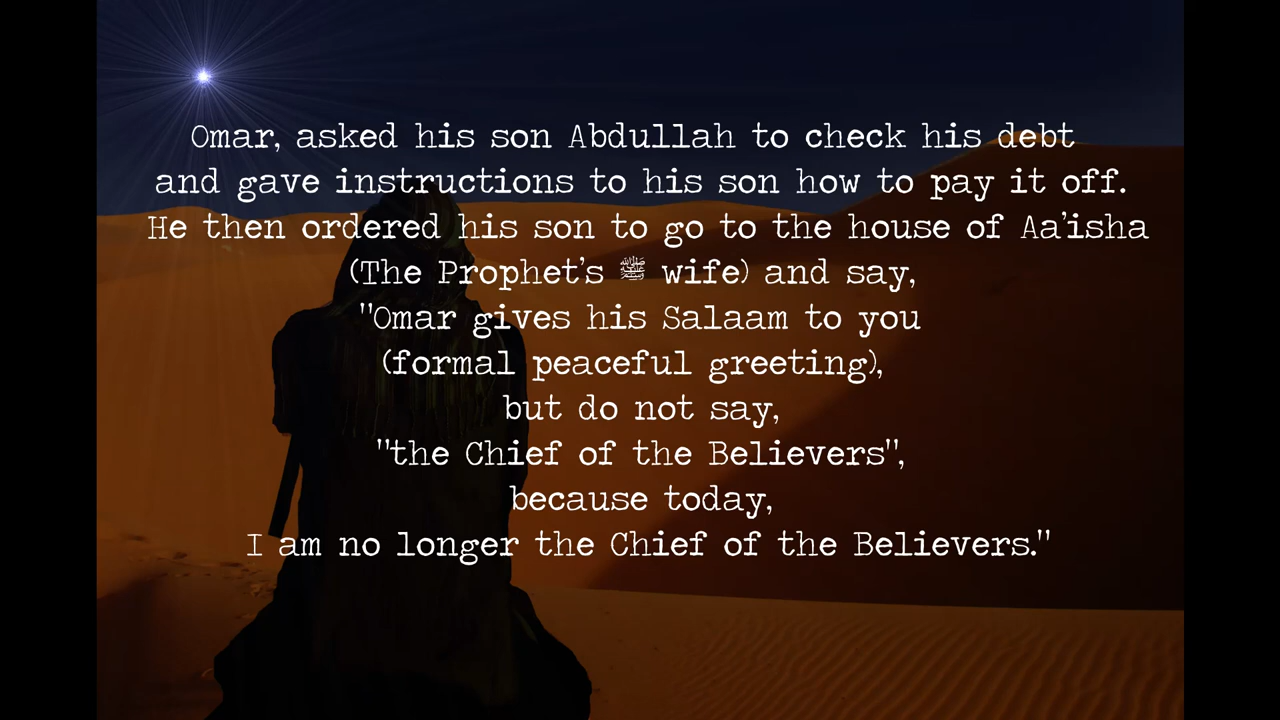 Omar, asked his son Abdullah to check his debt
and gave instructions to his son how to pay it off.
He then ordered his son to go to the house of Aa'isha
(The Prophet's ﷺ wife) and say,
"Omar gives his Salaam to you
(formal peaceful greeting),
but do not say,
"the Chief of the Believers",
because today,
I am no longer the Chief of the Believers."